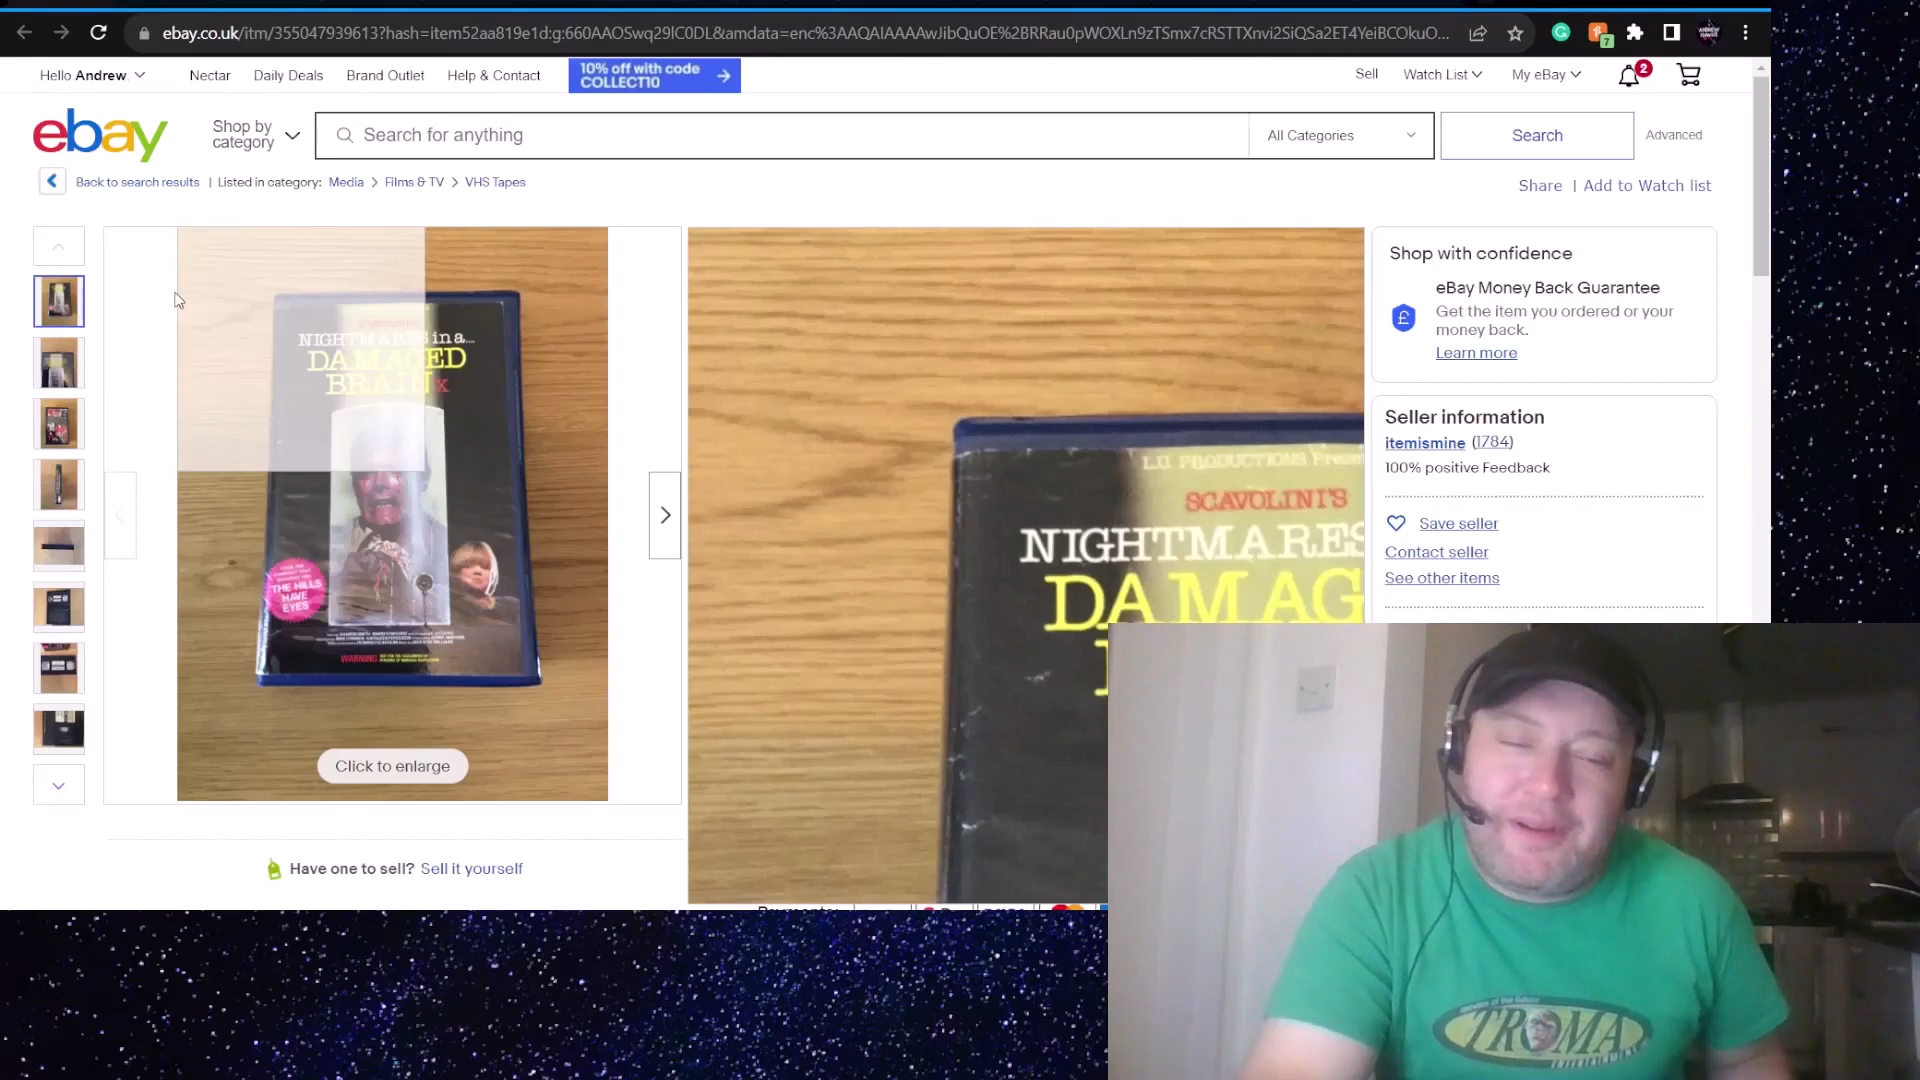 ebay.co.uk/itm/355047939613?hash=item52aa819e1d:g:660AAOSwq29lC0DL&amdata=enc%3AAQAIAAAAwJibQuOE%2BRRau0pWOXLn9zTSmx7cRSTTXnvi2SiQSa2ET4YeiBCOkuO...
7
Hello Andrew
Nectar
Daily Deals
Brand Outlet
Help & Contact
10% off with code
COLLECT10
Sell
Watch List
My eBay
2
ebay
Shop by
category
Search for anything
All Categories
Search
Advanced
Back to search results | Listed in category: Media > Films & TV > VHS Tapes
Share | Add to Watch list
NIGHTMARES in a...
DAMAGED
BRAIN X
THE HILLS
HAVE
EYES
WARNING
Click to enlarge
L.U. PRODUCTIONS Presen
SCAVOLINI'S
NIGHTMARES
DAMAG
Shop with confidence
eBay Money Back Guarantee
Get the item you ordered or your
money back.
Learn more
Seller information
itemismine (1784)
100% positive Feedback
Save seller
Contact seller
See other items
Have one to sell? Sell it yourself
TROMA